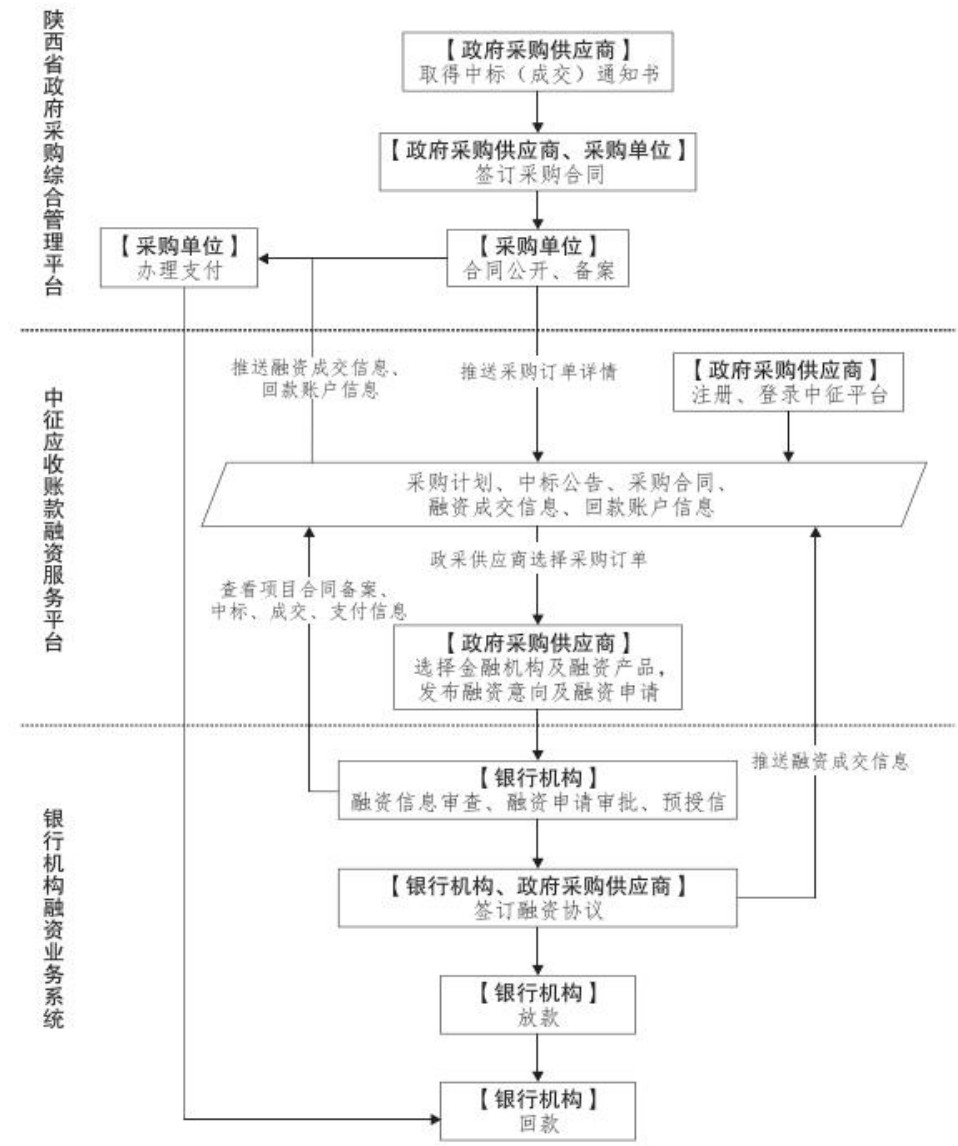 陕西省政府采购综合管理平台
【政府采购供应商】
取得中标（成交）通知书
【政府采购供应商、采购单位】
签订采购合同
【采购单位】
办理支付
【采购单位】
合同公开、备案
中征应收账款融资服务平台
推送融资成交信息、
回款账户信息
推送采购订单详情
【政府采购供应商】
注册、登录中征平台
采购计划、中标公告、采购合同、
融资成交信息、回款账户信息
政采供应商选择采购订单
查看项目合同备案、
中标、成交、支付信息
【政府采购供应商】
选择金融机构及融资产品，
发布融资意向及融资申请
银行机构融资业务系统
推送融资成交信息
【银行机构】
融资信息审查、融资申请审批、预授信
【银行机构、政府采购供应商】
签订融资协议
【银行机构】
放款
【银行机构】
回款